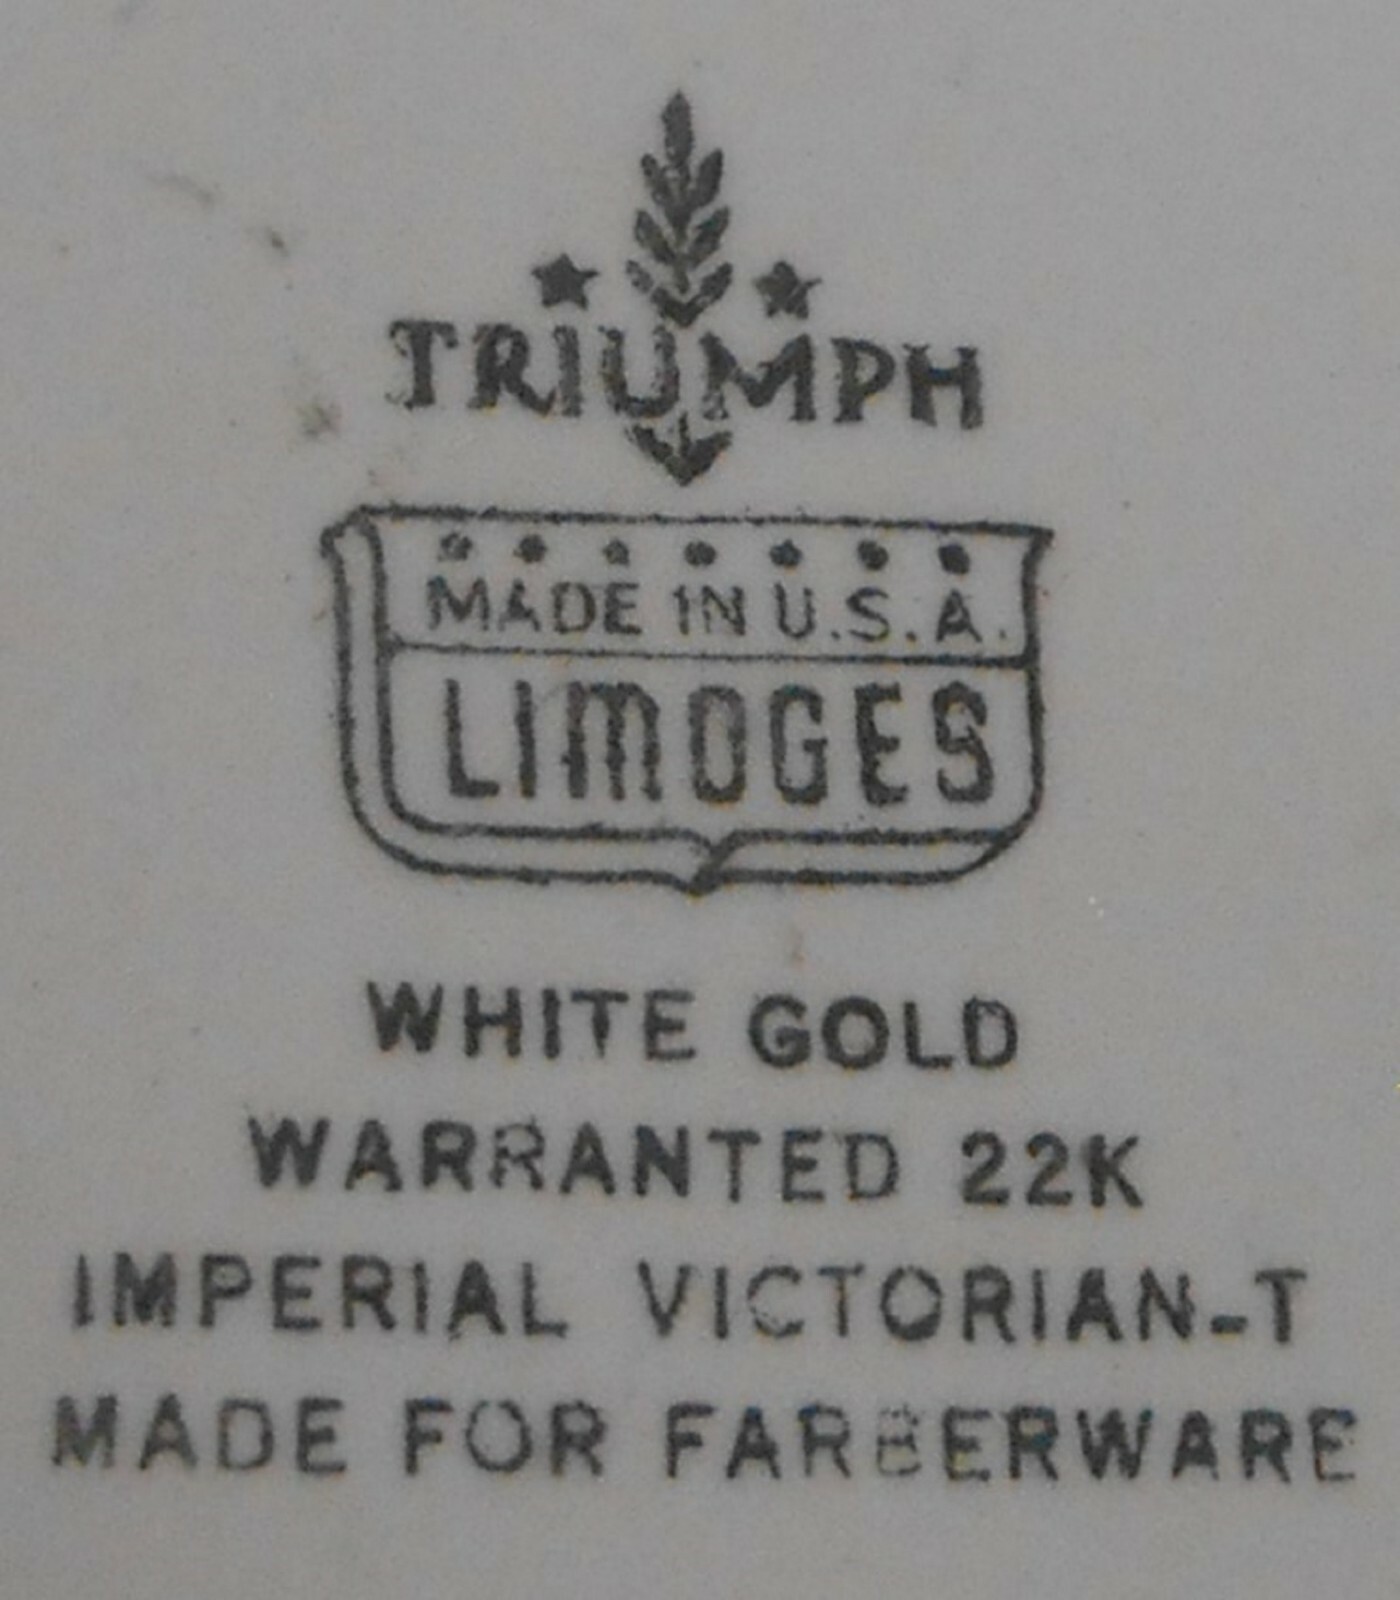 TRIUMPH
MADE IN U.S.A.
LIMOGES
WHITE GOLD
WARRANTED 22K
IMPERIAL VICTORIAN-T
MADE FOR FARBERWARE